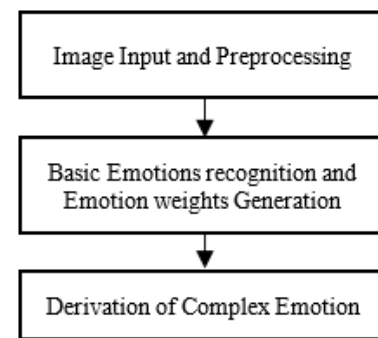 Image Input and Preprocessing
Basic Emotions recognition and
Emotion weights Generation
Derivation of Complex Emotion